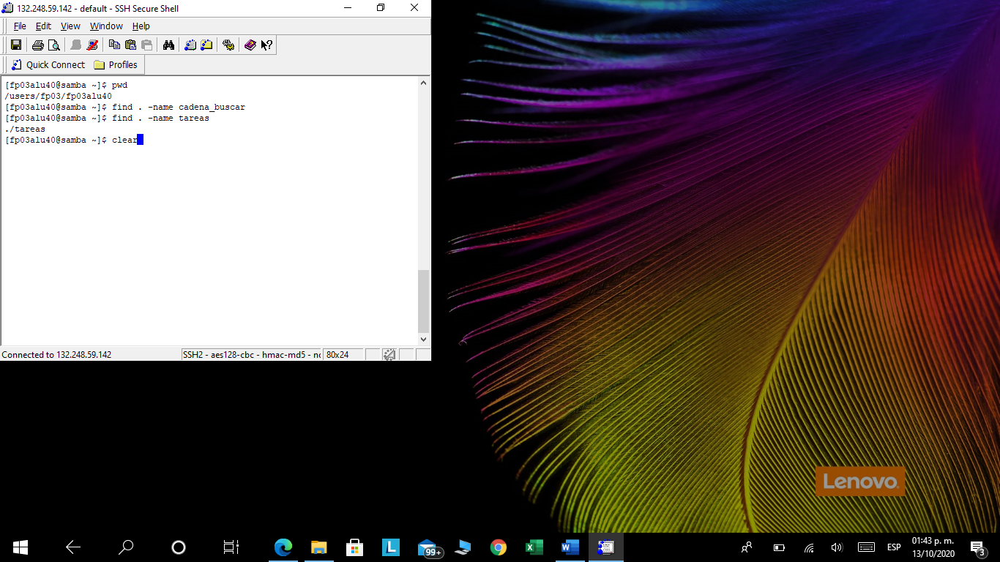 132.248.59.142 - default - SSH Secure Shell
File Edit View Window Help
Quick Connect Profiles
[fp03alu40@samba ~]$ pwd
/users/fp03/fp03alu40
[fp03alu40@samba ~]$ find . -name cadena_buscar
[fp03alu40@samba ~]$ find . -name tareas
./tareas
[fp03alu40@samba ~]$ clear
Connected to 132.248.59.142 SSH2 - aes128-cbc - hmac-md5 - 80x24
Lenovo
L 99+ ESP 01:43 p. m.
13/10/2020 3